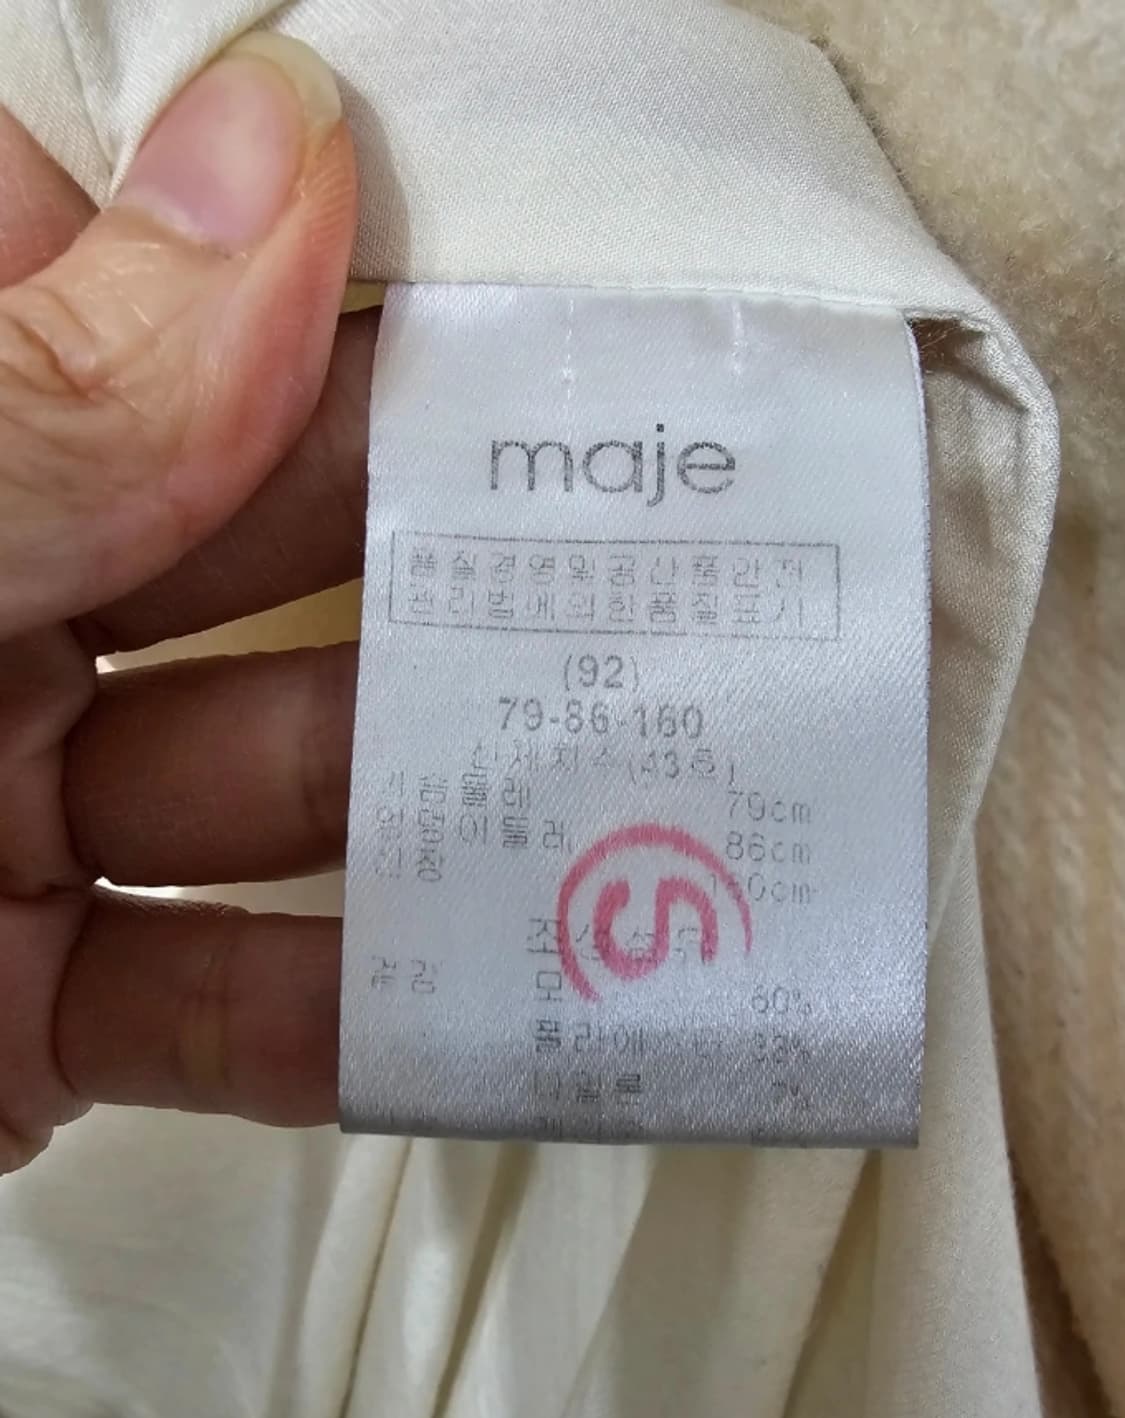 maje
품질경영및공산품안전
관리법에의한품질표기
(92)
79-86-160
신체치수(43호)
가슴둘레 79cm
엉덩이둘레 86cm
신장
S
조성섬유
겉감 모 60%
폴리에스터 33%
나일론